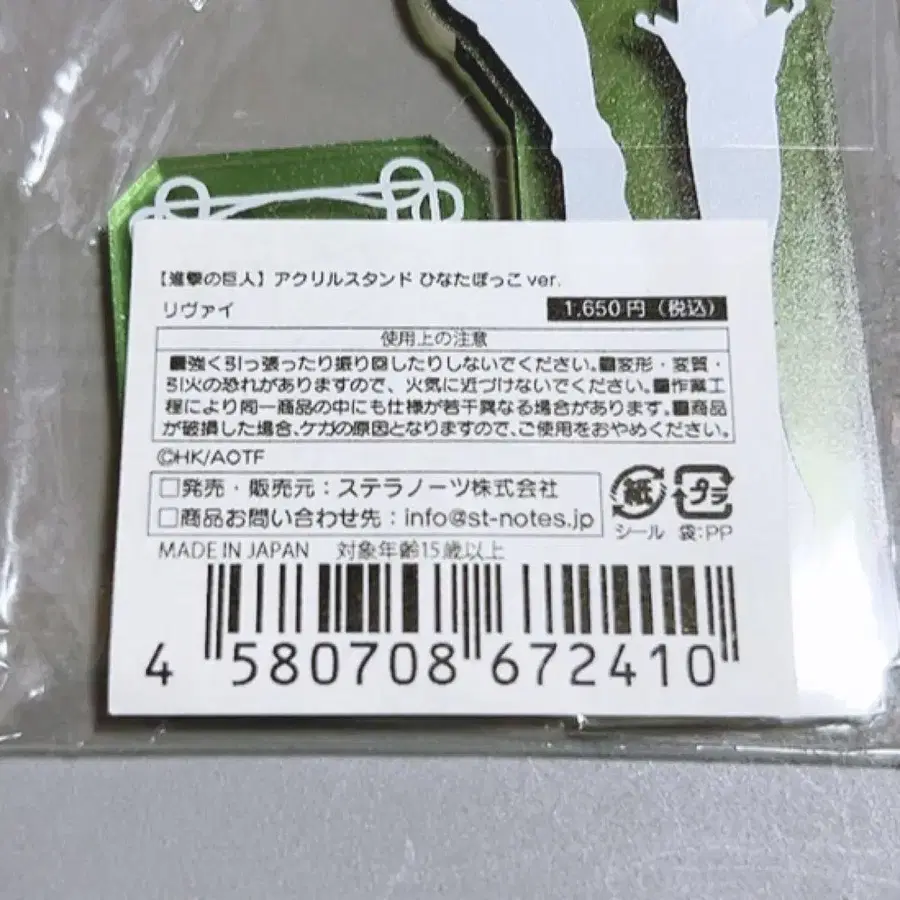 【進撃の巨人】アクリルスタンド ひなたぼっこ ver.
リヴァイ 1,650円（税込）
使用上の注意
■強く引っ張ったり振り回したりしないでください。■変形・変質・
引火の恐れがありますので、火気に近づけないでください。■作業工
程により同一商品の中にも仕様が若干異なる場合があります。■商品
が破損した場合、ケガの原因となりますので、ご使用をおやめください。
©HK/AOTF
□発売・販売元：ステラノーツ株式会社
□商品お問い合わせ先：info@st-notes.jp
紙 プラ
シール 袋:PP
MADE IN JAPAN 対象年齢15歳以上
4 580708 672410